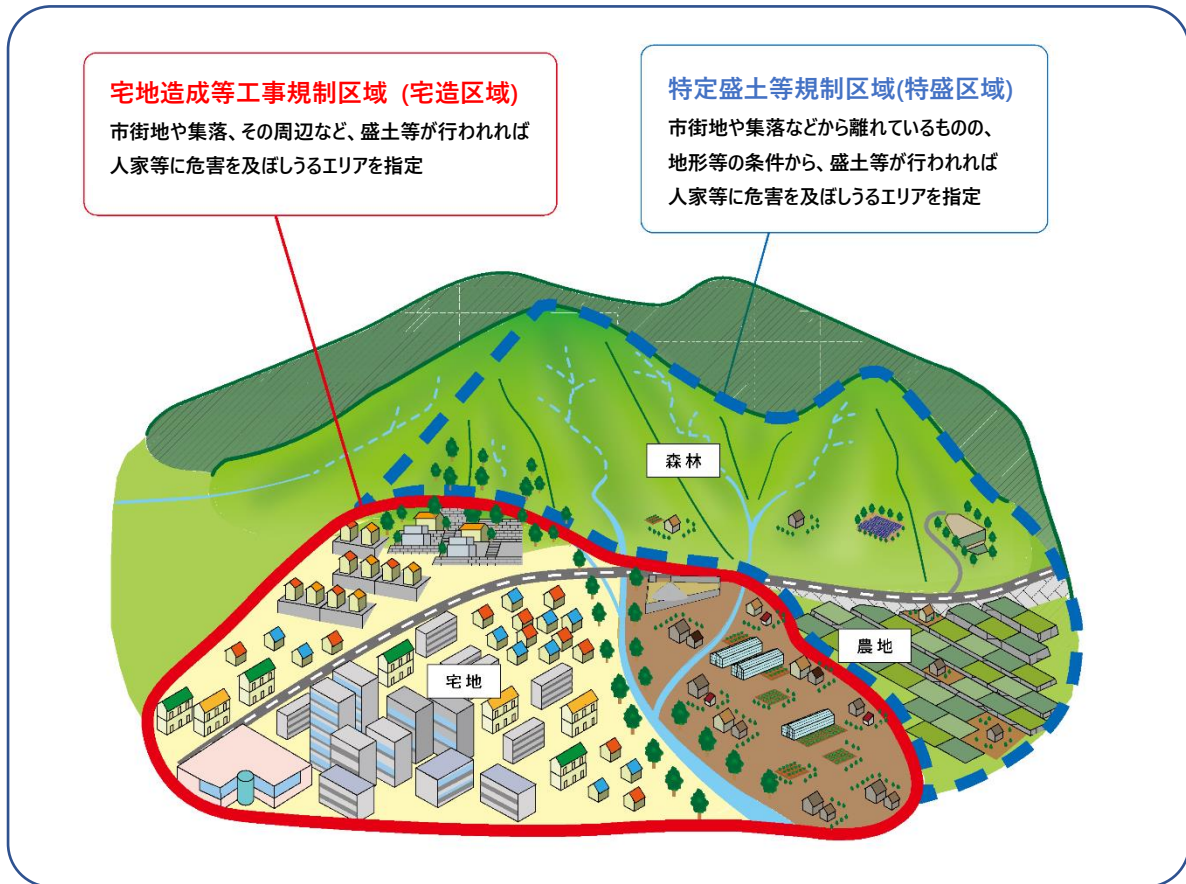 宅地造成等工事規制区域 (宅造区域)
市街地や集落、その周辺など、盛土等が行われれば
人家等に危害を及ぼしうるエリアを指定
特定盛土等規制区域(特盛区域)
市街地や集落などから離れているものの、
地形等の条件から、盛土等が行われれば
人家等に危害を及ぼしうるエリアを指定
森林
農地
宅地